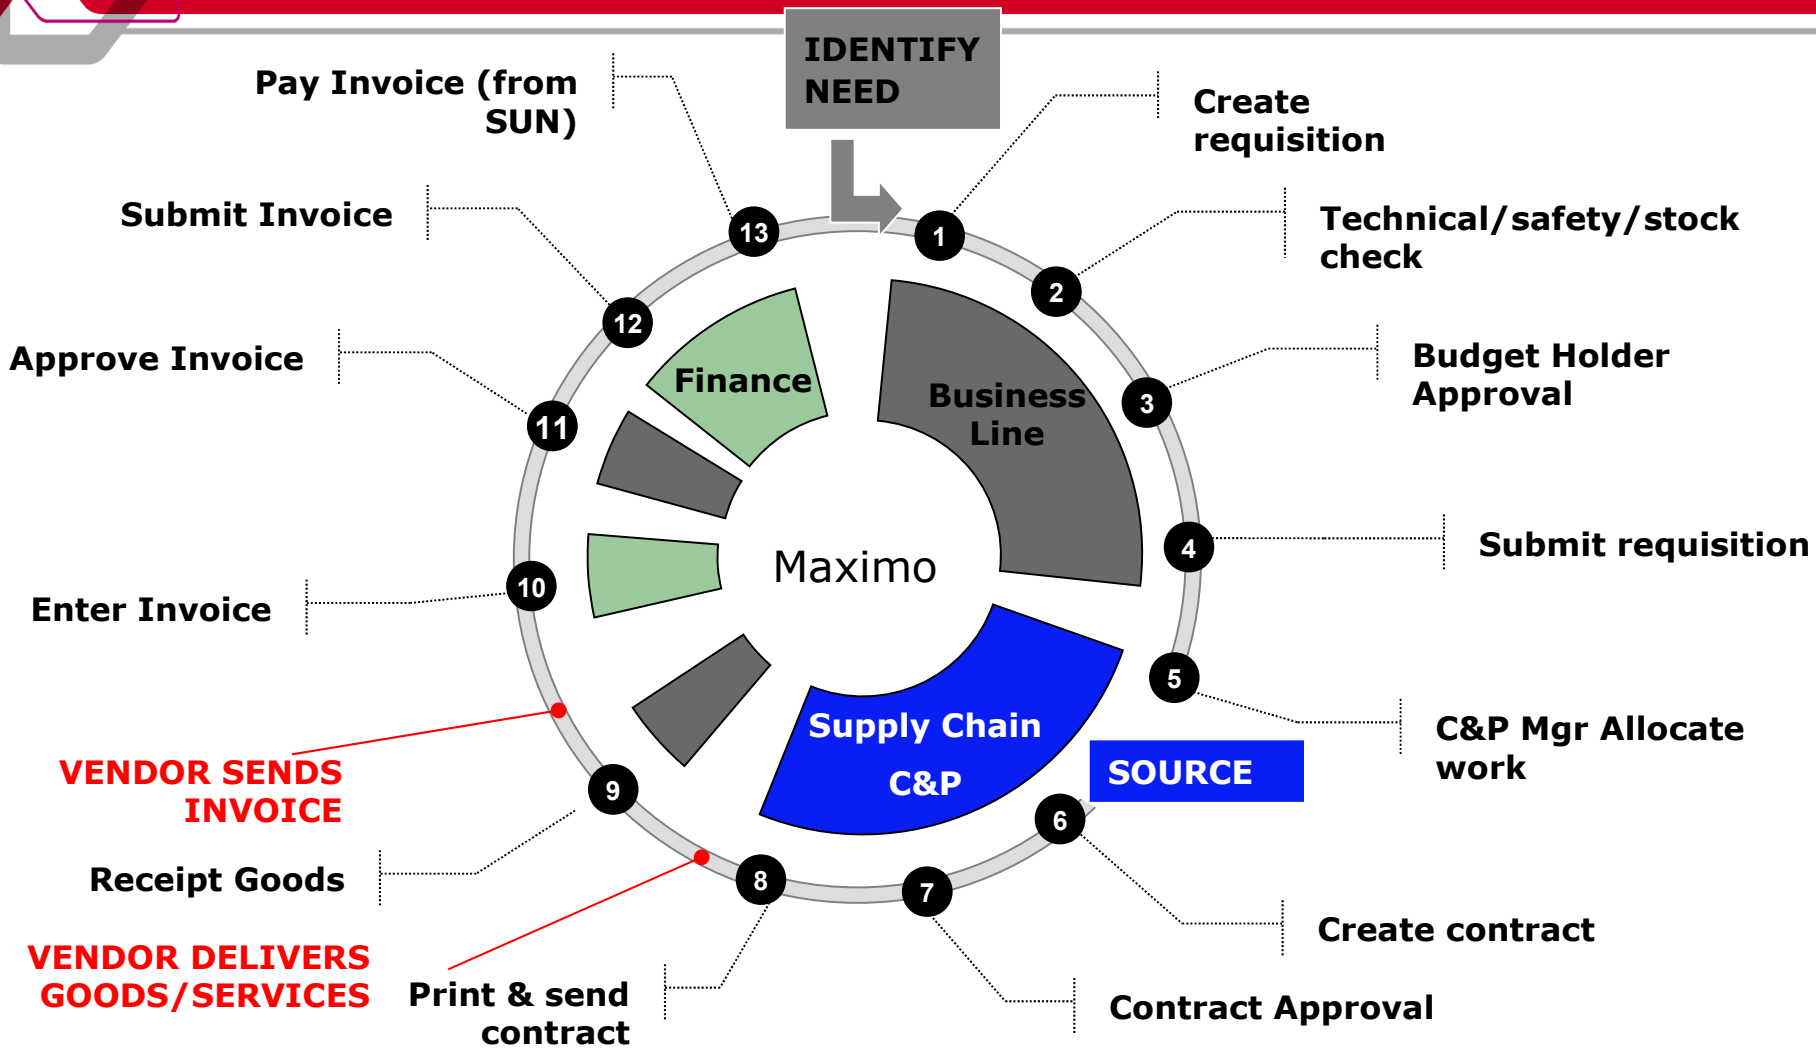 IDENTIFY
NEED
1
Create
requisition
2
Technical/safety/stock
check
3
Budget Holder
Approval
4
Submit requisition
5
C&P Mgr Allocate
work
SOURCE
6
Create contract
7
Contract Approval
8
Print & send
contract
VENDOR DELIVERS
GOODS/SERVICES
9
Receipt Goods
VENDOR SENDS
INVOICE
10
Enter Invoice
11
Approve Invoice
12
Submit Invoice
13
Pay Invoice (from
SUN)
Finance
Business
Line
Maximo
Supply Chain
C&P